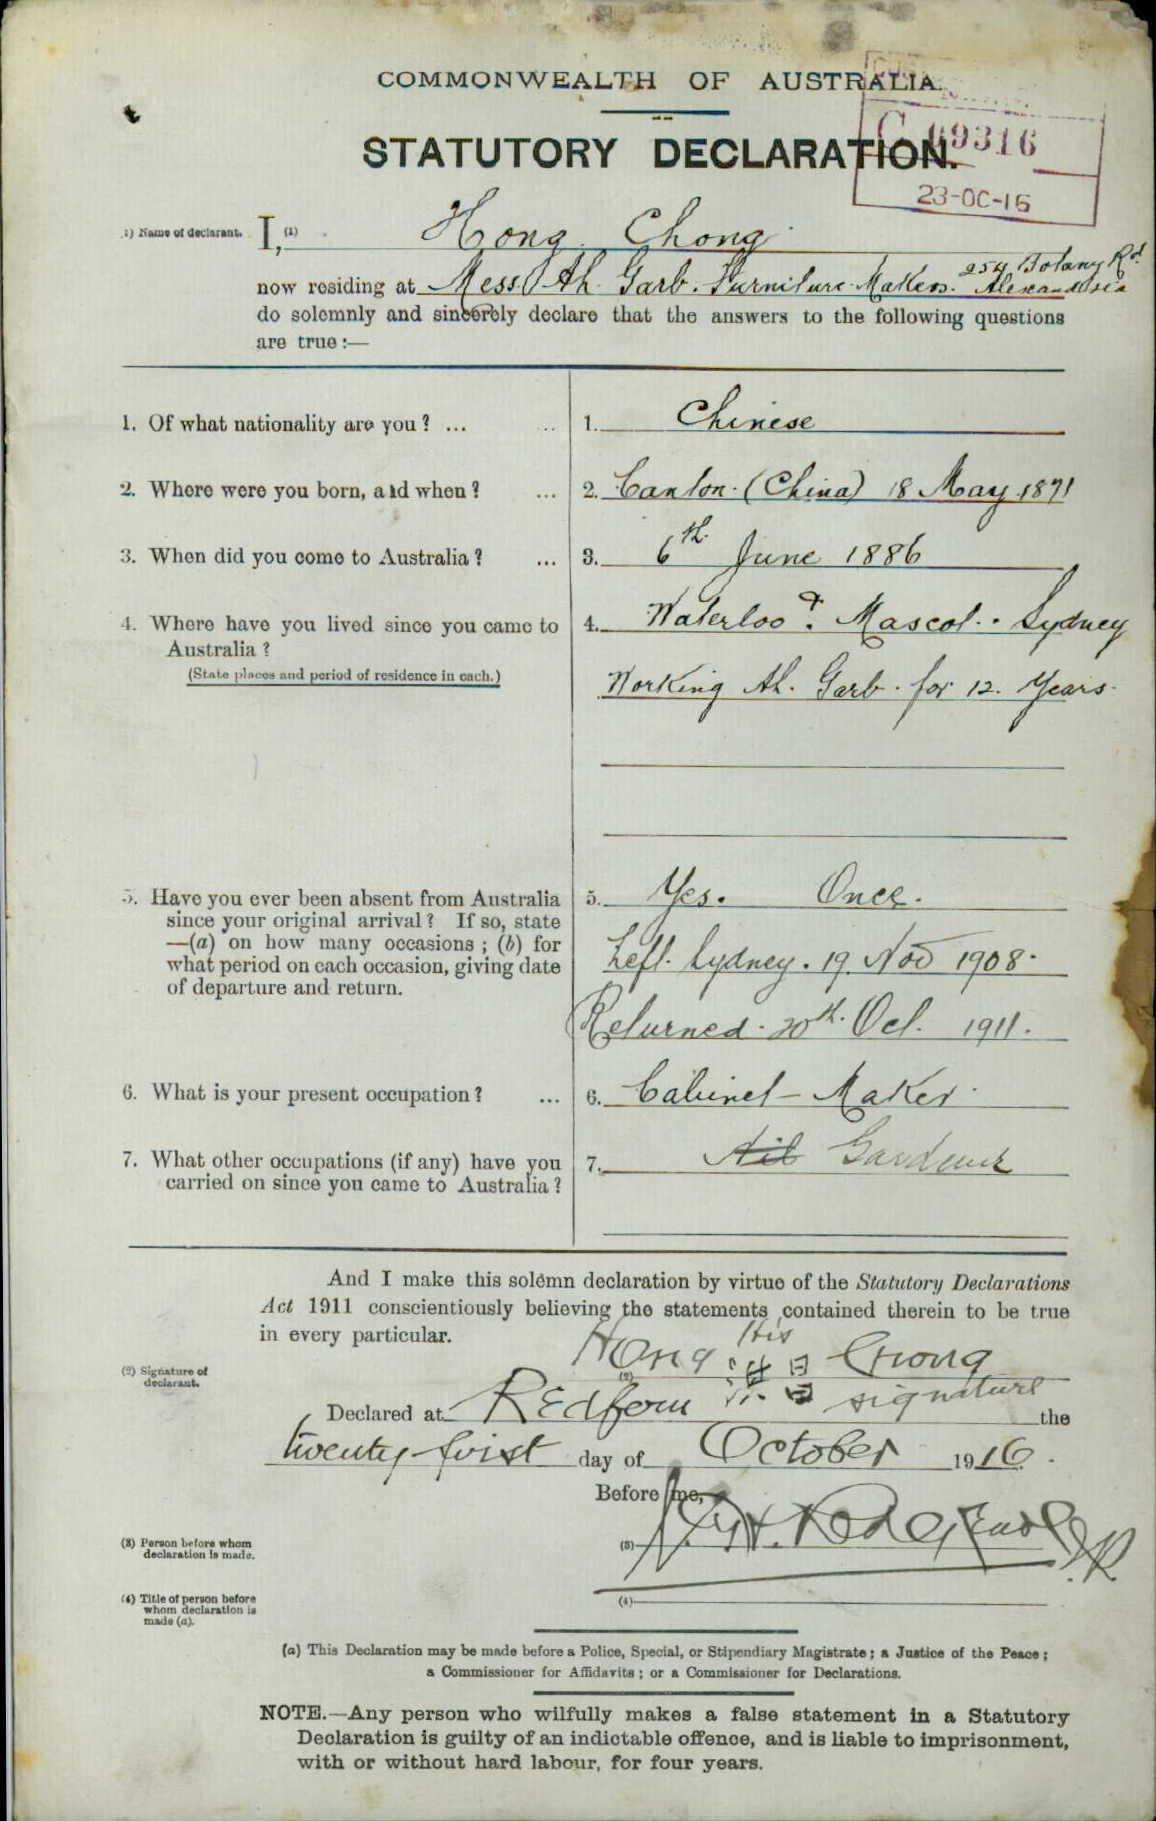 COMMONWEALTH OF AUSTRALIA.
STATUTORY DECLARATION.
C 09316
23-OC-16
(1) Name of declarant. I, (1) Hong Chong
254 Botany Rd
now residing at Mess Ah Garb. Furniture Makers. Alexandria
do solemnly and sincerely declare that the answers to the following questions
are true:—
1. Of what nationality are you? ... ... 1. Chinese
2. Where were you born, and when? ... 2. Canton. (China) 18 May 1871
3. When did you come to Australia? ... 3. 6th June 1886
4. Where have you lived since you came to 4. Waterloo & Mascot. Sydney
Australia?
(State places and period of residence in each.) Working Ah. Garb. for 12. Years.
5. Have you ever been absent from Australia 5. Yes. Once.
since your original arrival? If so, state
—(a) on how many occasions; (b) for
what period on each occasion, giving date Left. Sydney. 19. Nov 1908.
of departure and return.
Returned. 20th. Oct. 1911.
6. What is your present occupation? ... 6. Cabinet-Maker.
7. What other occupations (if any) have you 7. Nil Gardener
carried on since you came to Australia?
And I make this solemn declaration by virtue of the Statutory Declarations
Act 1911 conscientiously believing the statements contained therein to be true
in every particular.
His
(2) Signature of declarant. Hong (2) Chong
signature
Declared at Redfern the
twenty-first day of October 1916.
Before me,
(3) Person before whom declaration is made. (3) J.P.
(4) Title of person before whom declaration is made (a). (4)
(a) This Declaration may be made before a Police, Special, or Stipendiary Magistrate; a Justice of the Peace;
a Commissioner for Affidavits; or a Commissioner for Declarations.
NOTE.—Any person who wilfully makes a false statement in a Statutory
Declaration is guilty of an indictable offence, and is liable to imprisonment,
with or without hard labour, for four years.